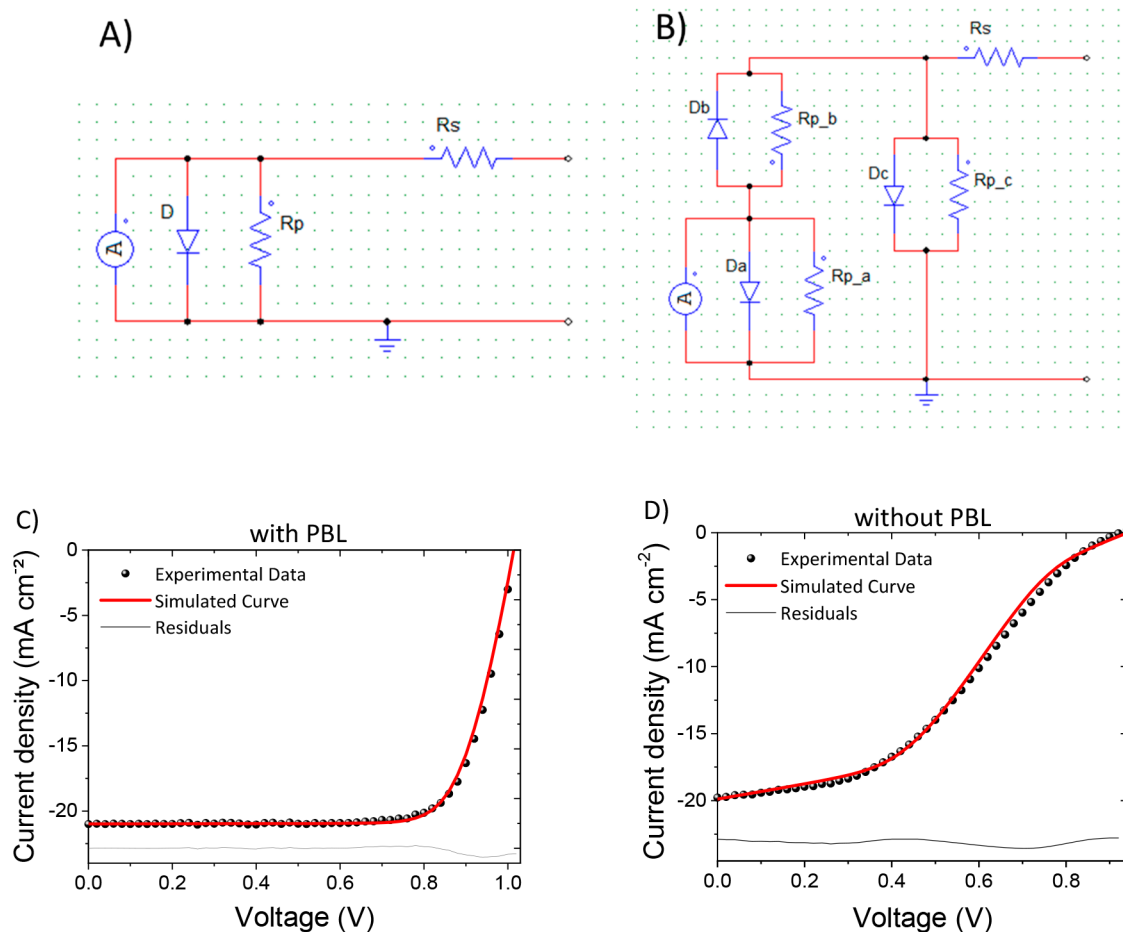 A)
Rs
D
Rp
A
B)
Rs
Db
Rp_b
Dc
Rp_c
Da
Rp_a
A
C)
with PBL
0
-5
-10
-15
-20
Current density (mA cm⁻²)
Experimental Data
Simulated Curve
Residuals
0.0
0.2
0.4
0.6
0.8
1.0
Voltage (V)
D)
without PBL
0
-5
-10
-15
-20
Current density (mA cm⁻²)
Experimental Data
Simulated Curve
Residuals
0.0
0.2
0.4
0.6
0.8
Voltage (V)